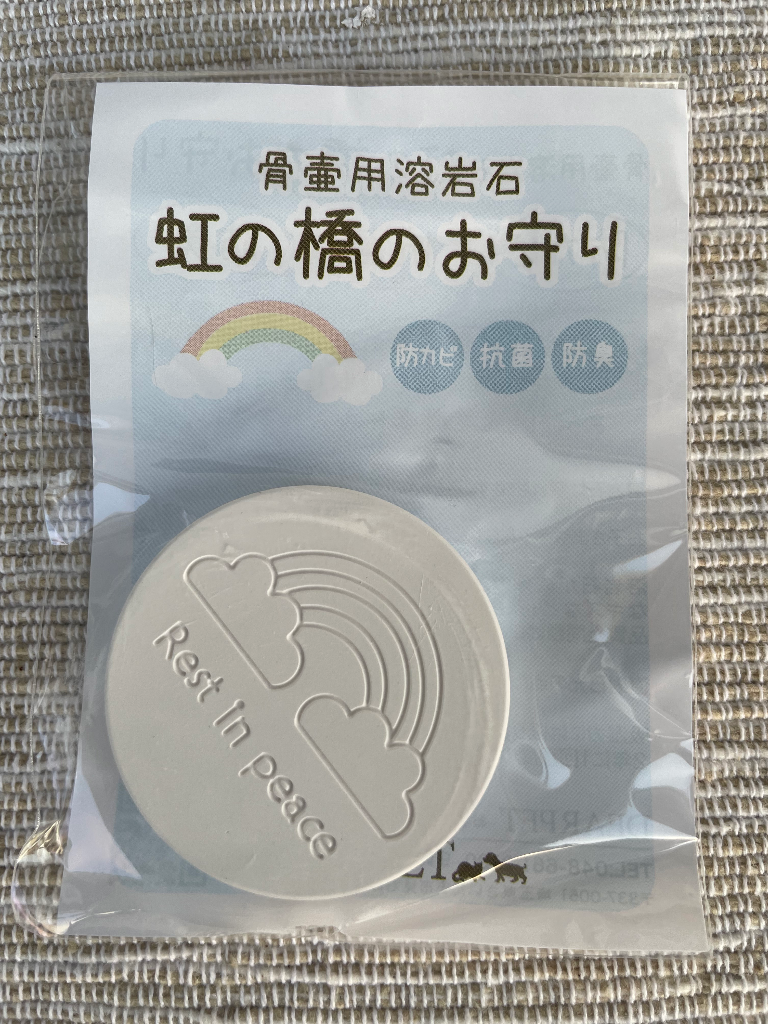 骨壷用溶岩石
虹の橋のお守り
防カビ 抗菌 防臭
Rest in peace